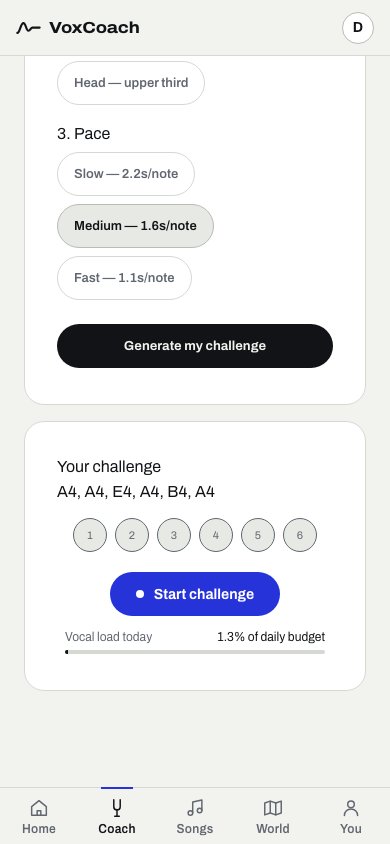 VoxCoach
D
Head — upper third
3. Pace
Slow — 2.2s/note
Medium — 1.6s/note
Fast — 1.1s/note
Generate my challenge
Your challenge
A4, A4, E4, A4, B4, A4
1 2 3 4 5 6
Start challenge
Vocal load today 1.3% of daily budget
Home Coach Songs World You